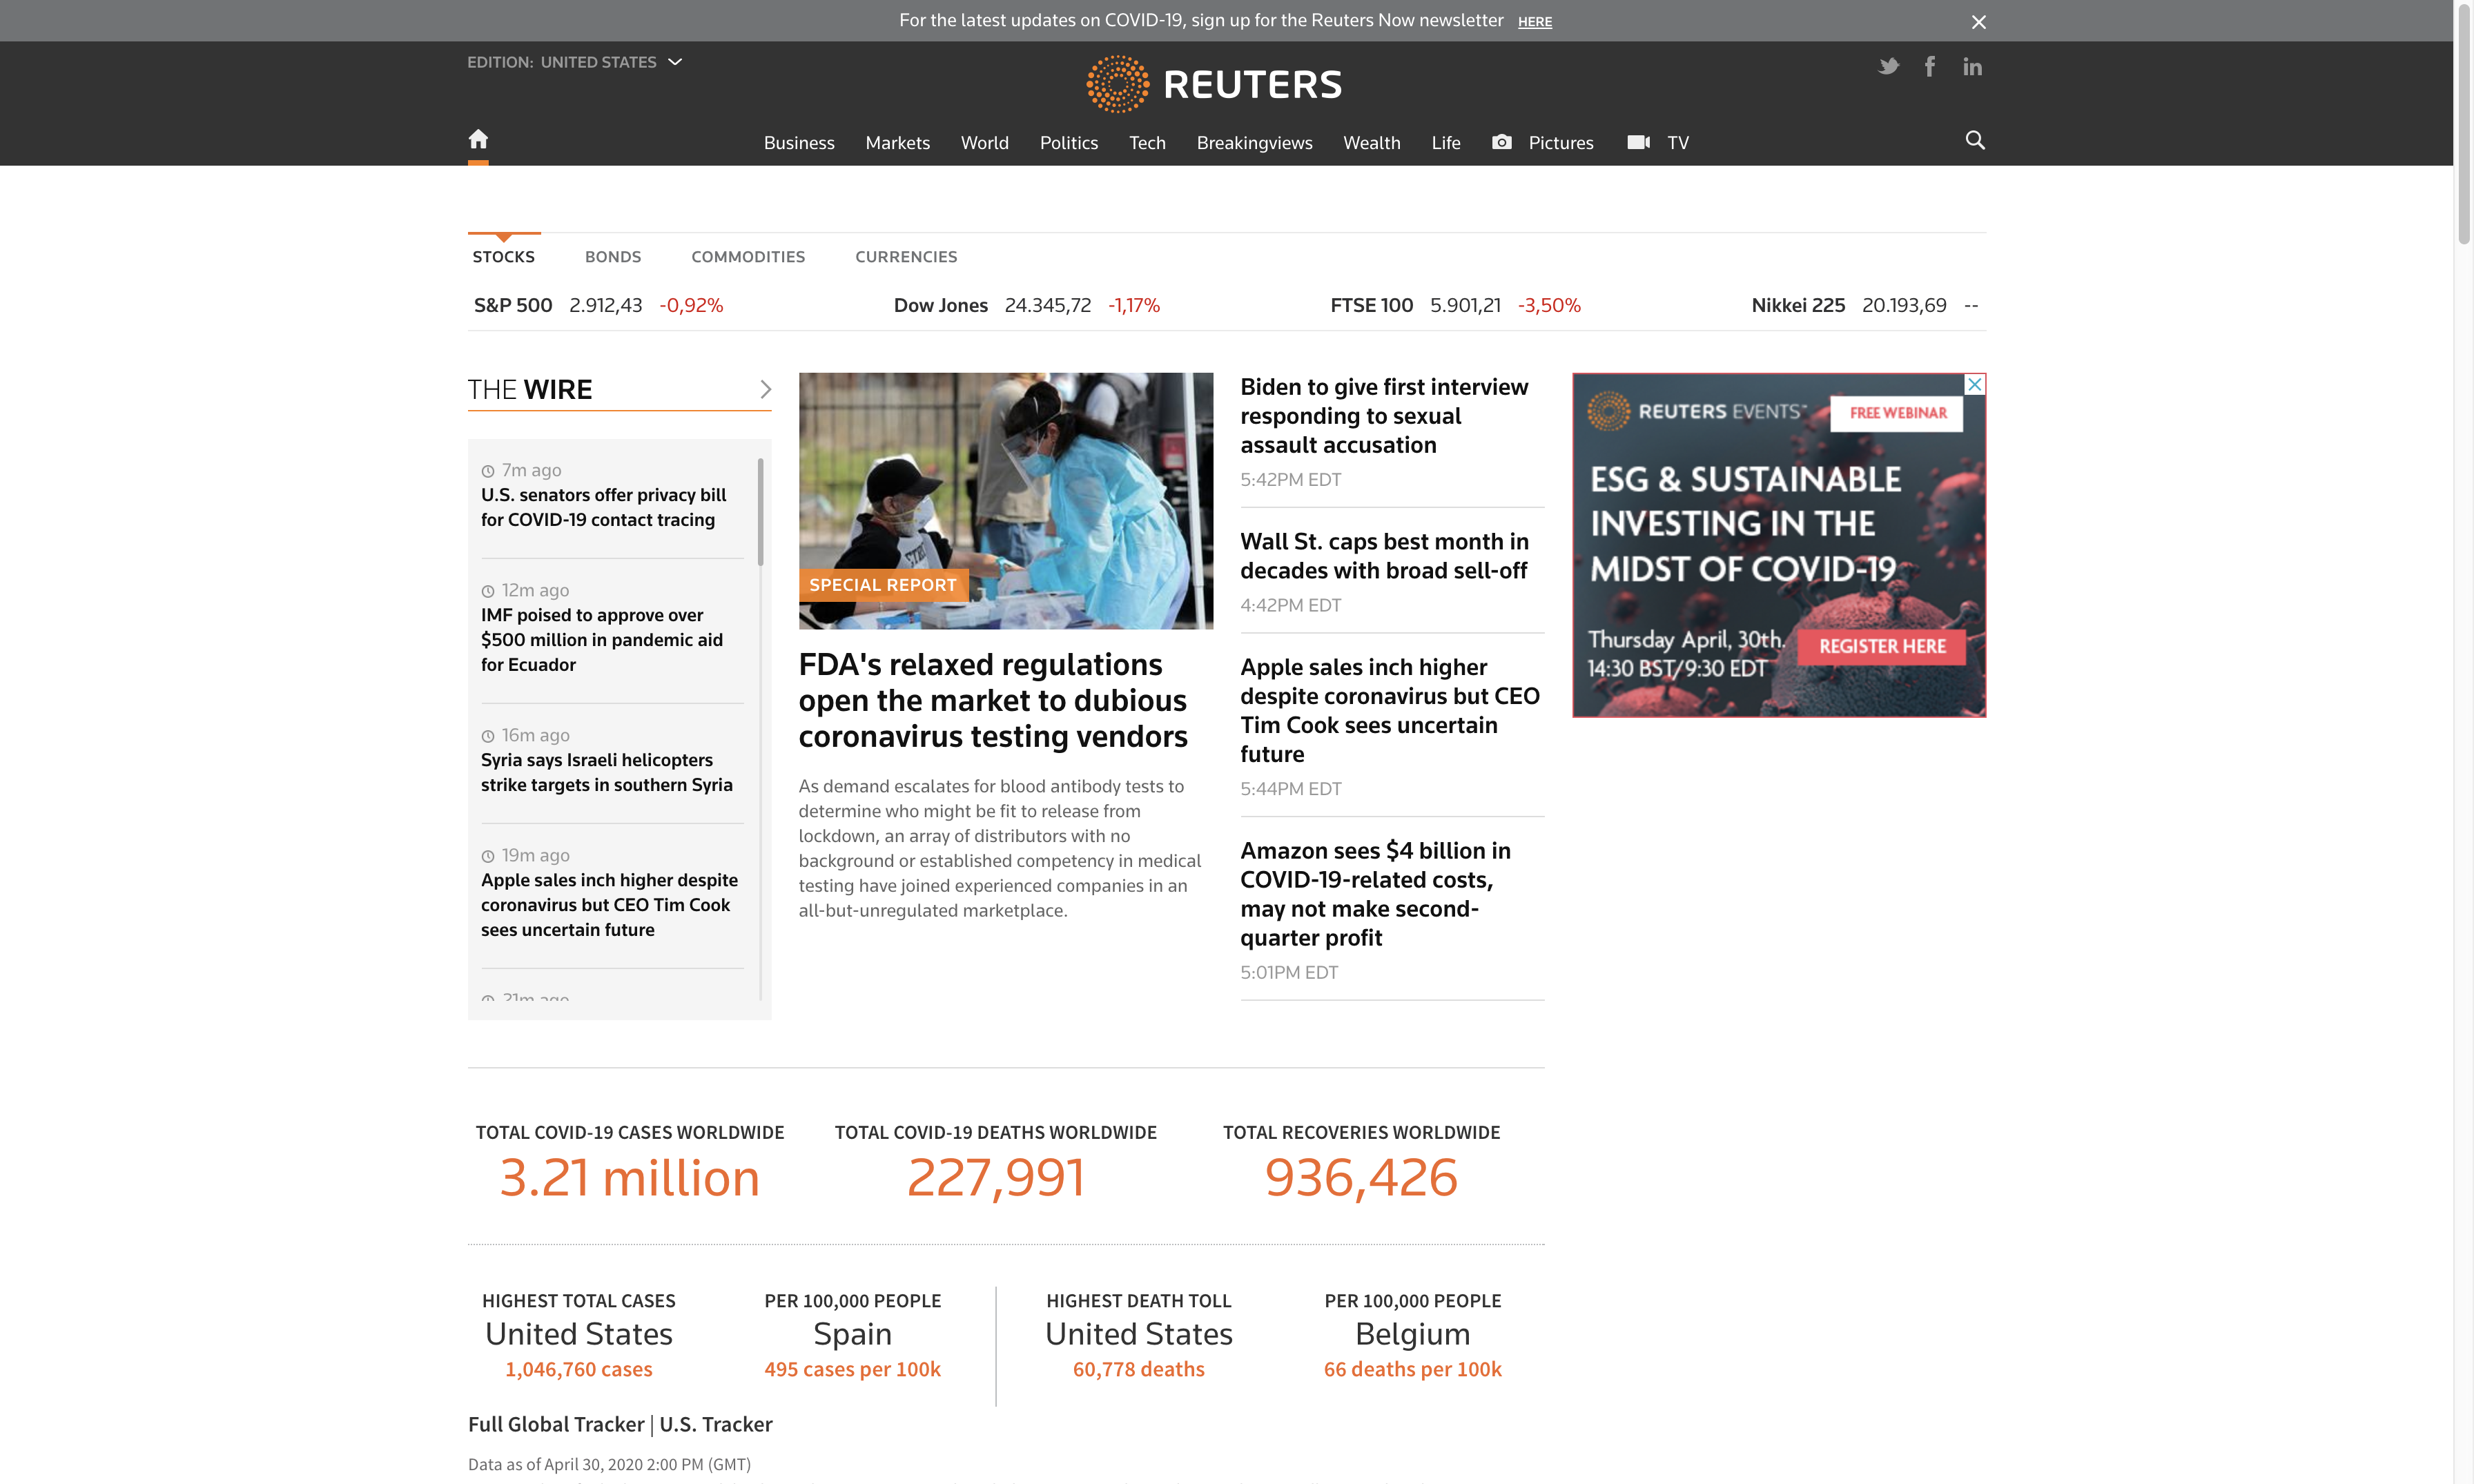 For the latest updates on COVID-19, sign up for the Reuters Now newsletter HERE
EDITION: UNITED STATES
REUTERS
Business Markets World Politics Tech Breakingviews Wealth Life Pictures TV
STOCKS BONDS COMMODITIES CURRENCIES
S&P 500 2.912,43 -0,92% Dow Jones 24.345,72 -1,17% FTSE 100 5.901,21 -3,50% Nikkei 225 20.193,69 --
THE WIRE
7m ago
U.S. senators offer privacy bill
for COVID-19 contact tracing
12m ago
IMF poised to approve over
$500 million in pandemic aid
for Ecuador
16m ago
Syria says Israeli helicopters
strike targets in southern Syria
19m ago
Apple sales inch higher despite
coronavirus but CEO Tim Cook
sees uncertain future
21m ago
SPECIAL REPORT
FDA's relaxed regulations
open the market to dubious
coronavirus testing vendors
As demand escalates for blood antibody tests to
determine who might be fit to release from
lockdown, an array of distributors with no
background or established competency in medical
testing have joined experienced companies in an
all-but-unregulated marketplace.
Biden to give first interview
responding to sexual
assault accusation
5:42PM EDT
Wall St. caps best month in
decades with broad sell-off
4:42PM EDT
Apple sales inch higher
despite coronavirus but CEO
Tim Cook sees uncertain
future
5:44PM EDT
Amazon sees $4 billion in
COVID-19-related costs,
may not make second-
quarter profit
5:01PM EDT
REUTERS EVENTS™ FREE WEBINAR
ESG & SUSTAINABLE
INVESTING IN THE
MIDST OF COVID-19
Thursday April, 30th.
14:30 BST/9:30 EDT
REGISTER HERE
TOTAL COVID-19 CASES WORLDWIDE
3.21 million
TOTAL COVID-19 DEATHS WORLDWIDE
227,991
TOTAL RECOVERIES WORLDWIDE
936,426
HIGHEST TOTAL CASES
United States
1,046,760 cases
PER 100,000 PEOPLE
Spain
495 cases per 100k
HIGHEST DEATH TOLL
United States
60,778 deaths
PER 100,000 PEOPLE
Belgium
66 deaths per 100k
Full Global Tracker | U.S. Tracker
Data as of April 30, 2020 2:00 PM (GMT)